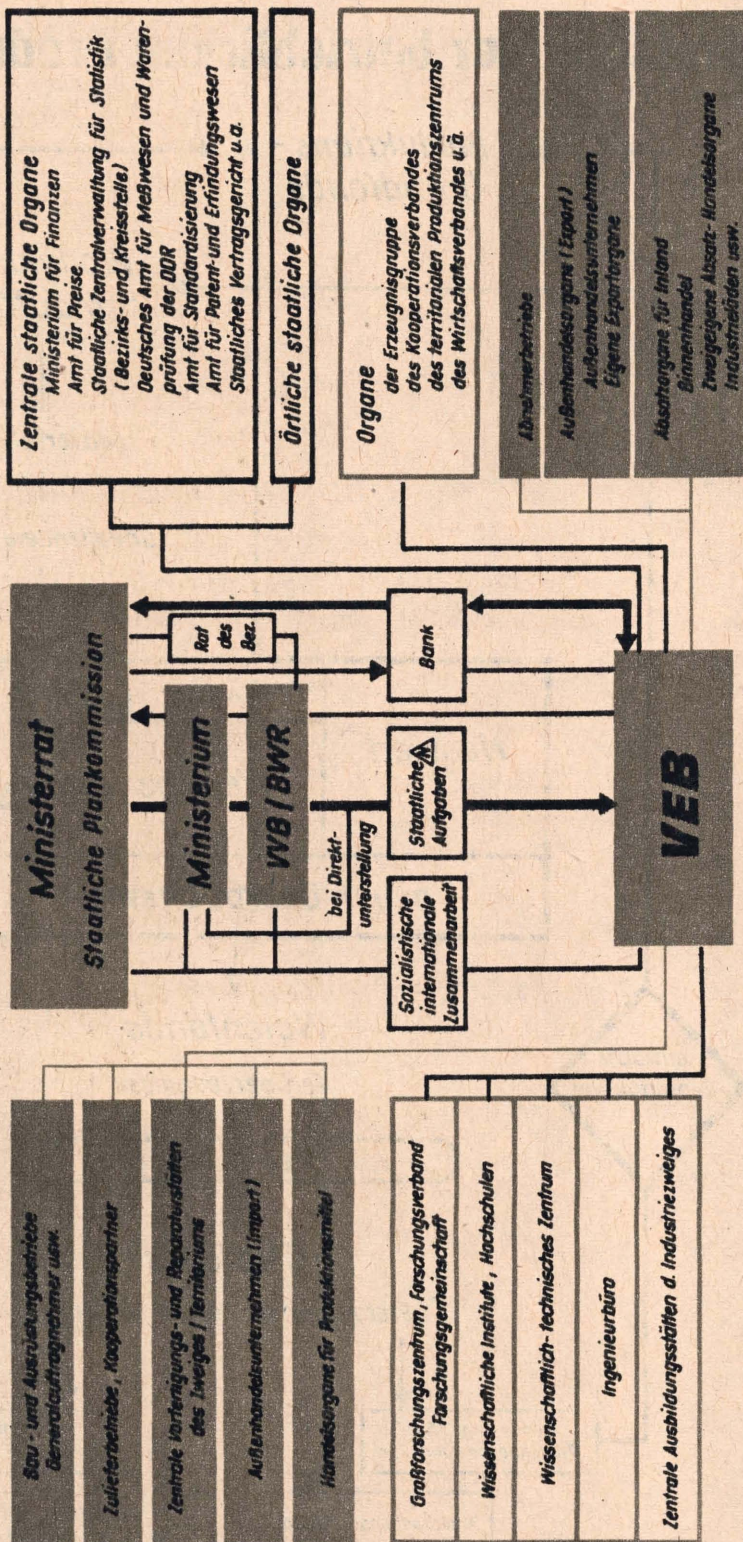 Bau- und Ausrüstungsbetriebe
Generalauftragnehmer usw.
Zulieferbetriebe, Kooperationspartner
Zentrale Vorfertigungs- und Reparaturstätten
des Zweiges / Territoriums
Außenhandelsunternehmen (Import)
Handelsorgane für Produktionsmittel
Großforschungszentrum, Forschungsverband
Forschungsgemeinschaft
Wissenschaftliche Institute, Hochschulen
Wissenschaftlich-technisches Zentrum
Ingenieurbüro
Zentrale Ausbildungsstätten d. Industriezweiges
Ministerrat
Staatliche Plankommission
Ministerium
Rat
des
Bez.
VVB / BWR
bei Direkt-
unterstellung
Sozialistische
internationale
Zusammenarbeit
Staatliche
Aufgaben
Bank
VEB
Zentrale staatliche Organe
Ministerium für Finanzen
Amt für Preise
Staatliche Zentralverwaltung für Statistik
(Bezirks- und Kreisstelle)
Deutsches Amt für Meßwesen und Waren-
prüfung der DDR
Amt für Standardisierung
Amt für Patent- und Erfindungswesen
Staatliches Vertragsgericht u.a.
Örtliche staatliche Organe
Organe
der Erzeugnisgruppe
des Kooperationsverbandes
des territorialen Produktionszentrums
des Wirtschaftsverbandes u.ä.
Abnehmerbetriebe
Außenhandelsorgane (Export)
Außenhandelsunternehmen
Eigene Exportorgane
Absatzorgane für Inland
Binnenhandel
Zweigeigene Absatz-Handelsorgane
Industrieläden usw.